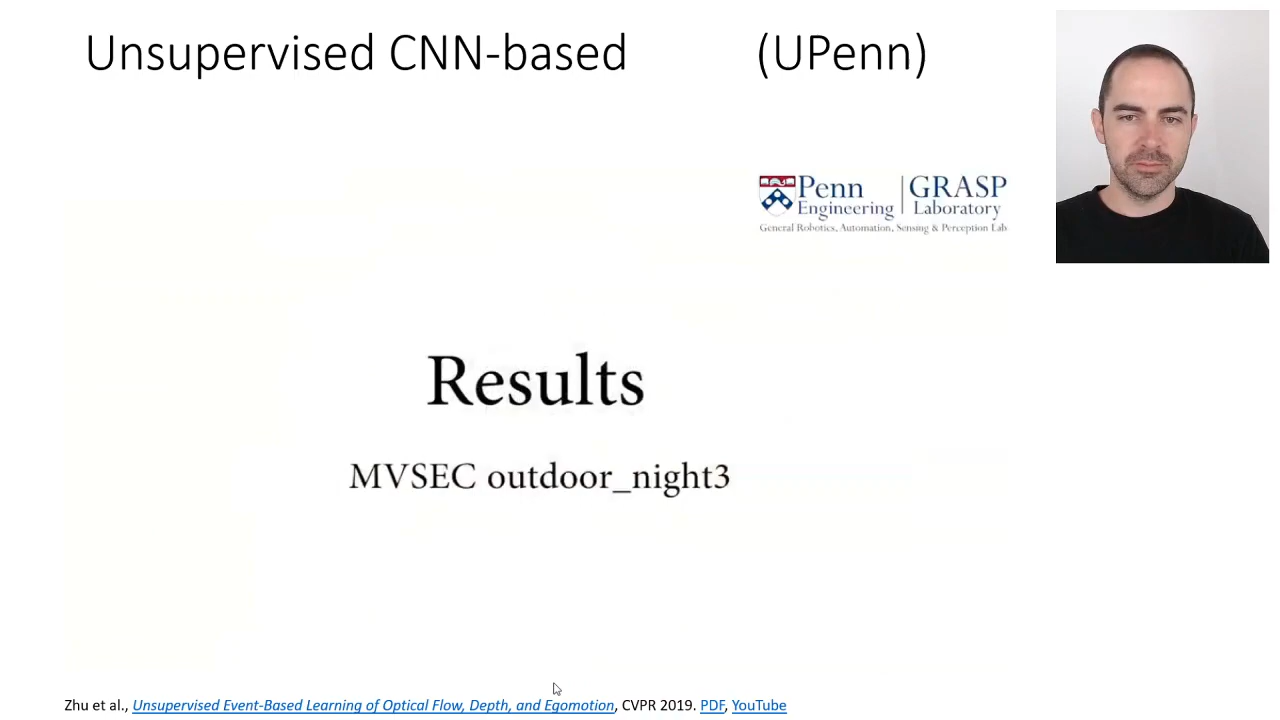 Unsupervised CNN-based (UPenn)
Penn Engineering | GRASP Laboratory
General Robotics, Automation, Sensing & Perception Lab
Results
MVSEC outdoor_night3
Zhu et al., Unsupervised Event-Based Learning of Optical Flow, Depth, and Egomotion, CVPR 2019. PDF, YouTube